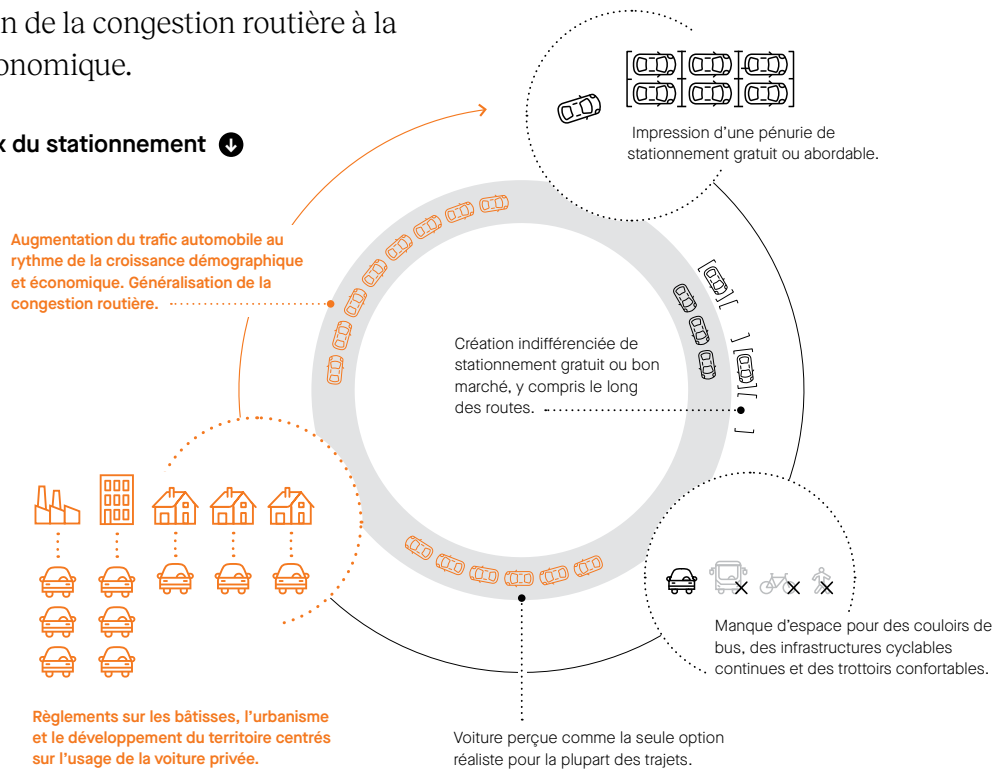 n de la congestion routière à la
onomique.
x du stationnement
Impression d'une pénurie de
stationnement gratuit ou abordable.
Augmentation du trafic automobile au
rythme de la croissance démographique
et économique. Généralisation de la
congestion routière.
Création indifférenciée de
stationnement gratuit ou bon
marché, y compris le long
des routes.
Manque d'espace pour des couloirs de
bus, des infrastructures cyclables
continues et des trottoirs confortables.
Règlements sur les bâtisses, l'urbanisme
et le développement du territoire centrés
sur l'usage de la voiture privée.
Voiture perçue comme la seule option
réaliste pour la plupart des trajets.